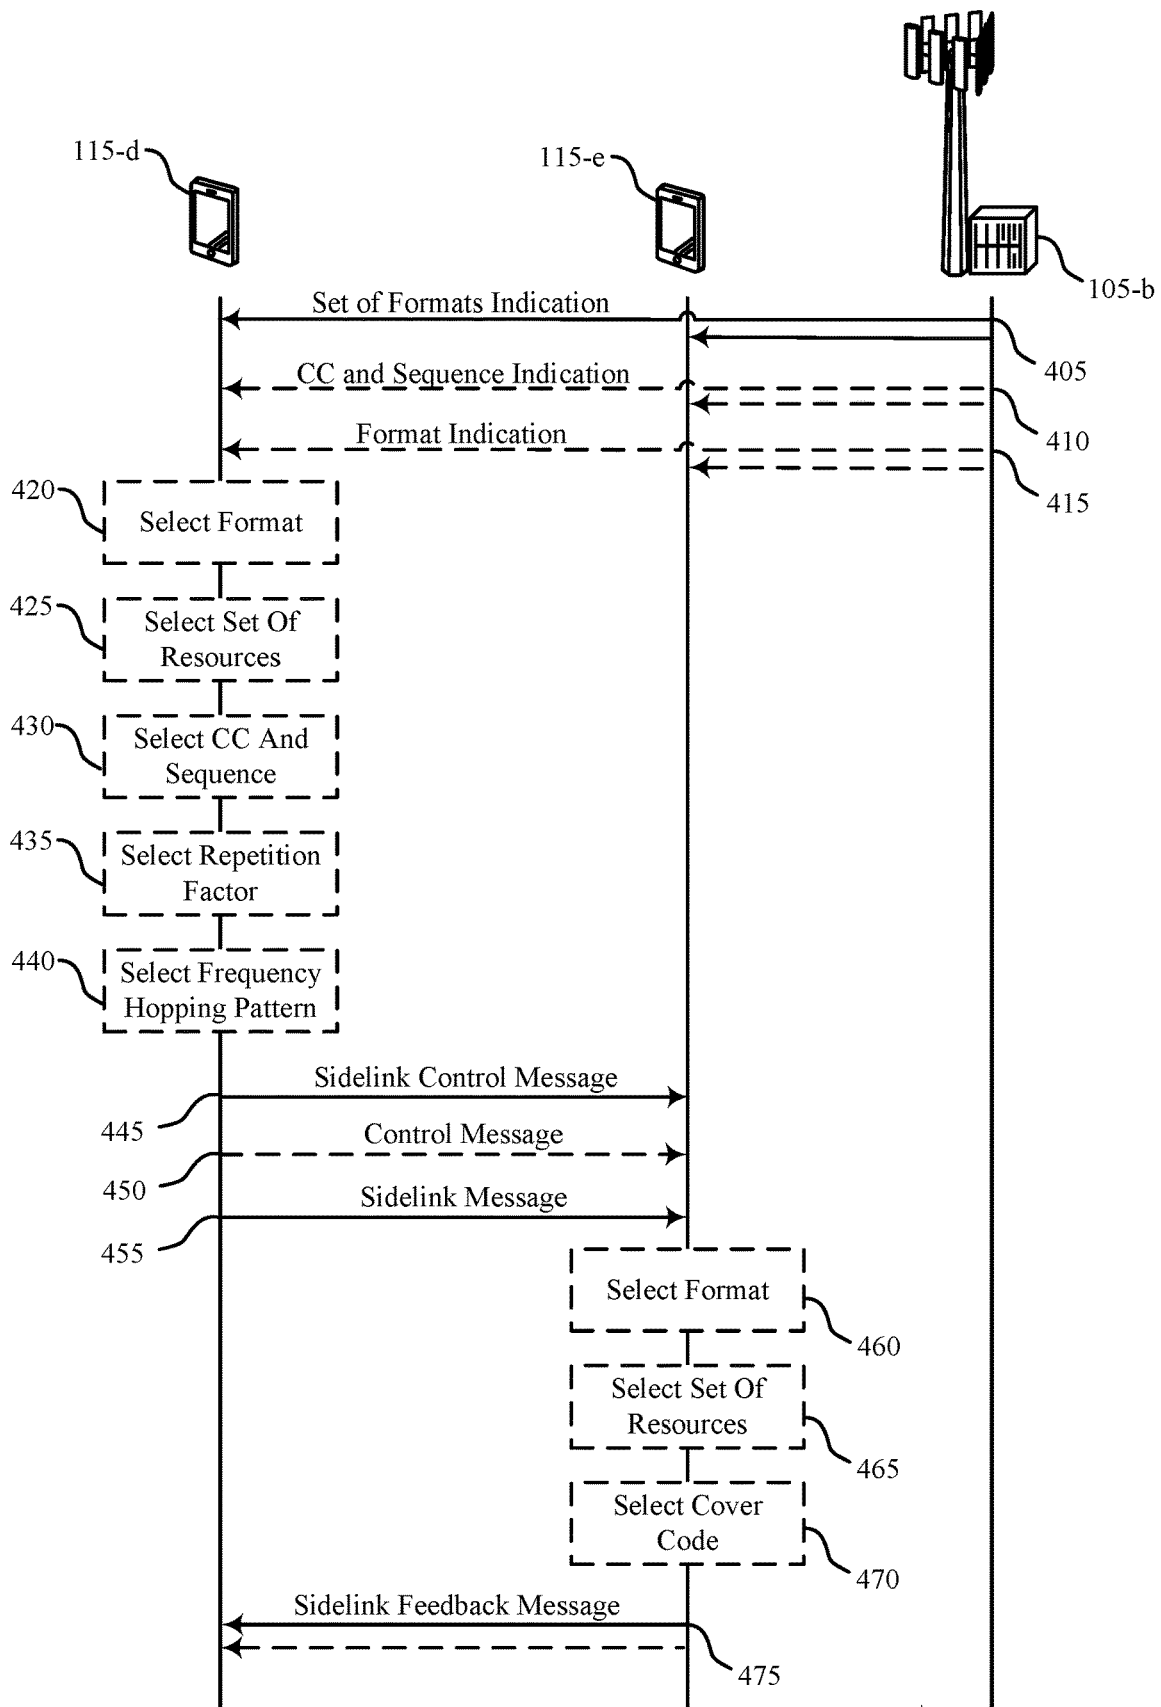 115-d
115-e
105-b
Set of Formats Indication
405
CC and Sequence Indication
410
Format Indication
415
420
Select Format
425
Select Set Of
Resources
430
Select CC And
Sequence
435
Select Repetition
Factor
440
Select Frequency
Hopping Pattern
Sidelink Control Message
445
Control Message
450
Sidelink Message
455
Select Format
460
Select Set Of
Resources
465
Select Cover
Code
470
Sidelink Feedback Message
475